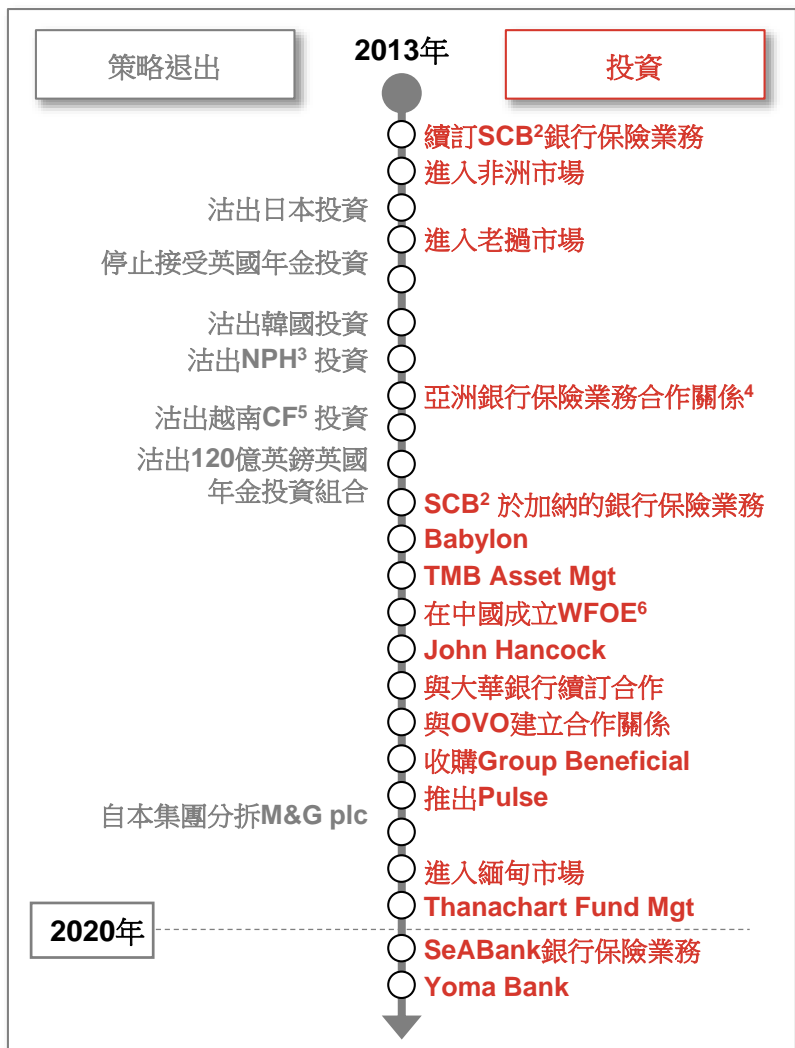 策略退出
2013年
投資
續訂SCB²銀行保險業務
進入非洲市場
沽出日本投資
進入老撾市場
停止接受英國年金投資
沽出韓國投資
沽出NPH³ 投資
亞洲銀行保險業務合作關係⁴
沽出越南CF⁵ 投資
沽出120億英鎊英國
年金投資組合
SCB² 於加納的銀行保險業務
Babylon
TMB Asset Mgt
在中國成立WFOE⁶
John Hancock
與大華銀行續訂合作
與OVO建立合作關係
收購Group Beneficial
推出Pulse
自本集團分拆M&G plc
進入緬甸市場
Thanachart Fund Mgt
2020年
SeABank銀行保險業務
Yoma Bank